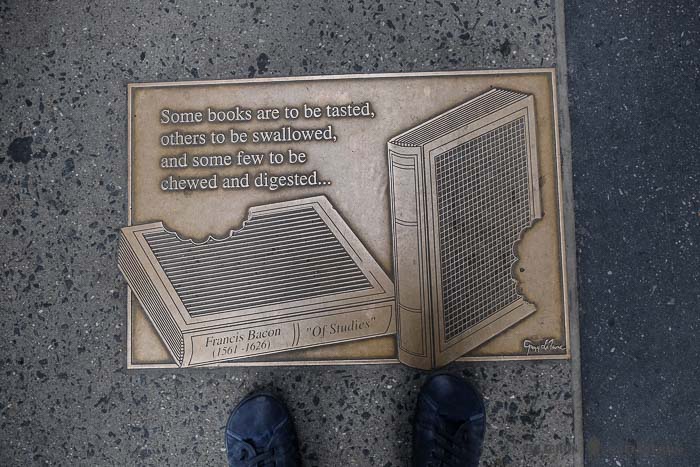 Some books are to be tasted,
others to be swallowed,
and some few to be
chewed and digested...
Francis Bacon
(1561 -1626)
"Of Studies"